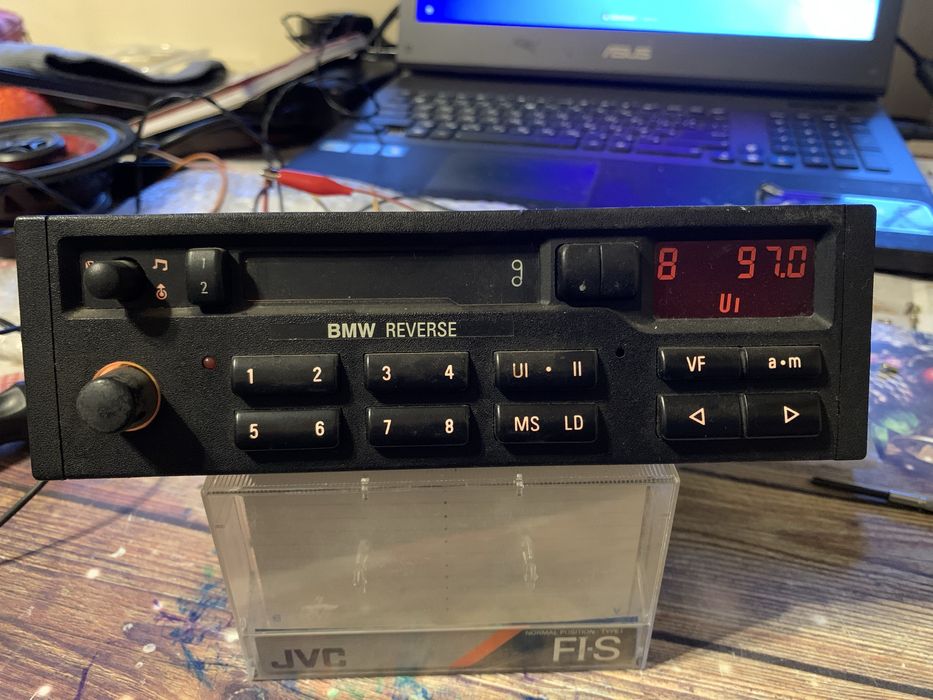 ASUS
1
2
8 97.0
UI
BMW REVERSE
1 2
3 4
UI • II
VF
a•m
5 6
7 8
MS LD
JVC
NORMAL POSITION / TYPE I
FI-S